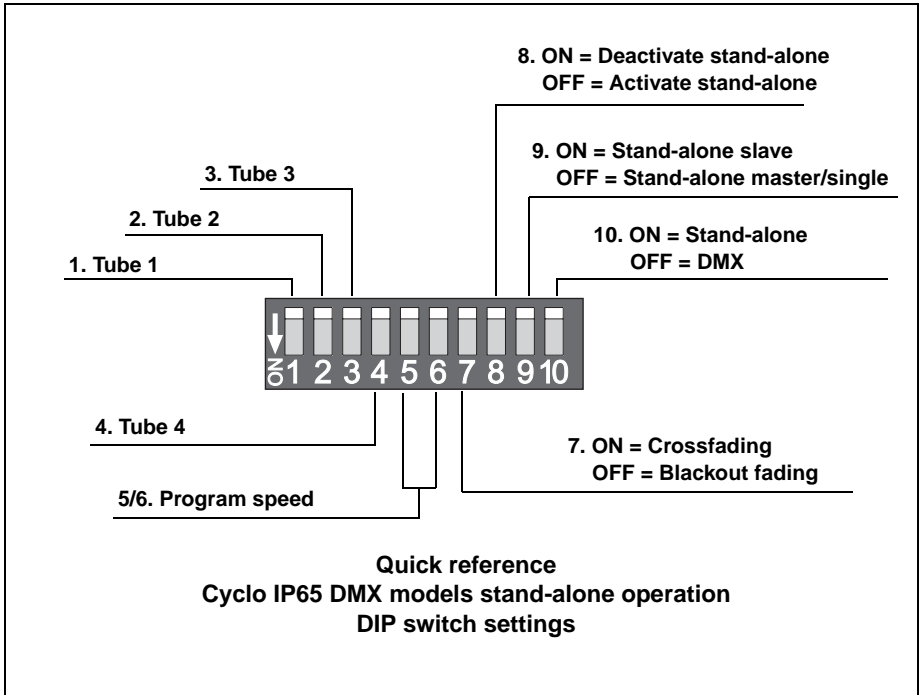 8. ON = Deactivate stand-alone
OFF = Activate stand-alone
9. ON = Stand-alone slave
OFF = Stand-alone master/single
3. Tube 3
2. Tube 2
10. ON = Stand-alone
OFF = DMX
1. Tube 1
ON
1 2 3 4 5 6 7 8 9 10
4. Tube 4
7. ON = Crossfading
OFF = Blackout fading
5/6. Program speed
Quick reference
Cyclo IP65 DMX models stand-alone operation
DIP switch settings